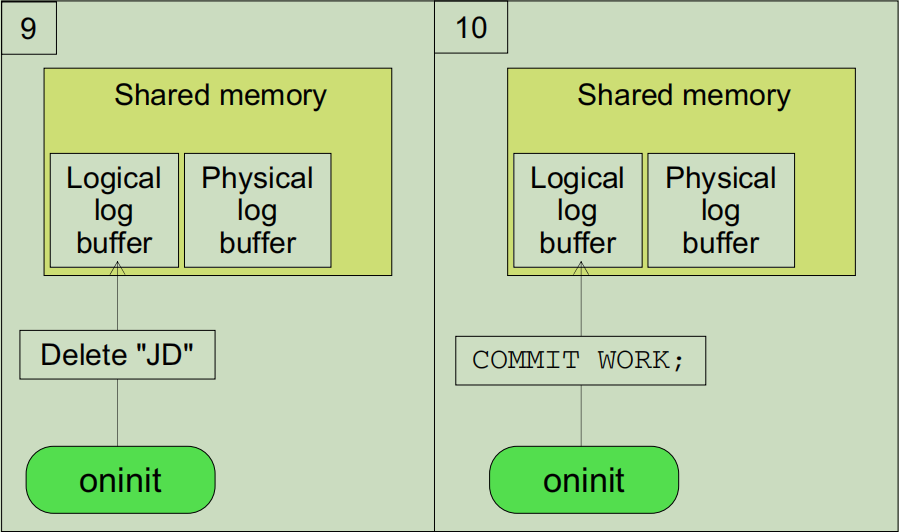 9
Shared memory
Logical
log
buffer
Physical
log
buffer
Delete "JD"
oninit
10
Shared memory
Logical
log
buffer
Physical
log
buffer
COMMIT WORK;
oninit